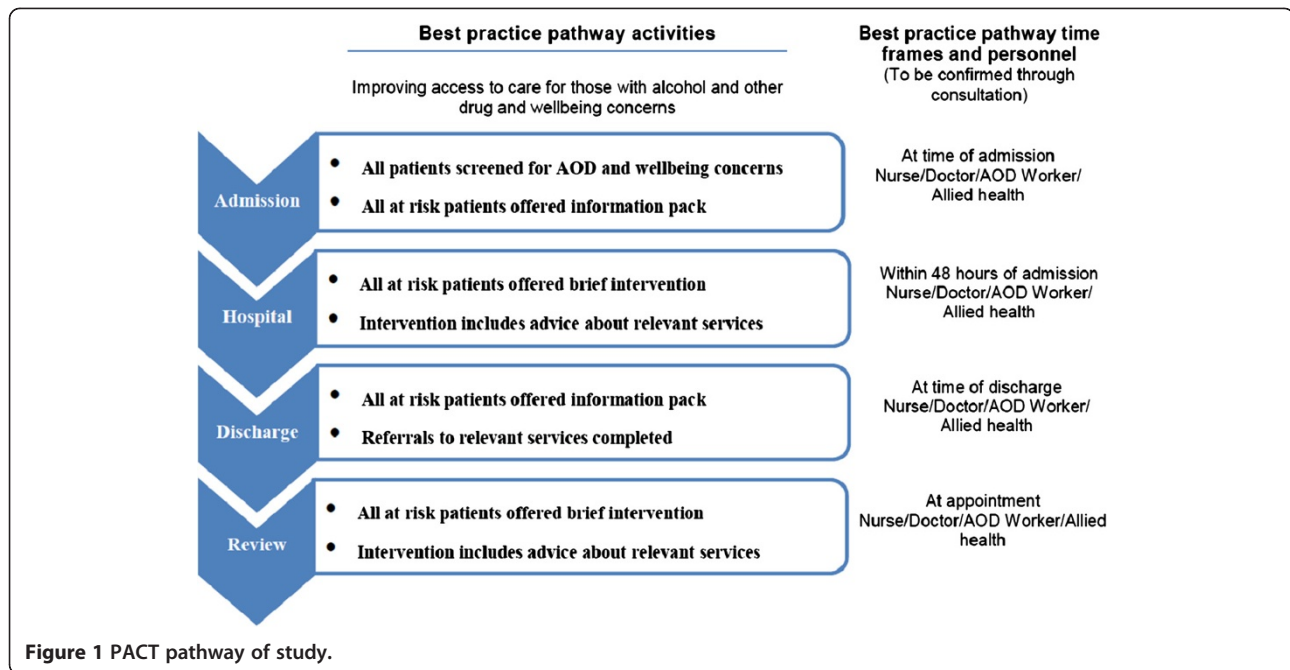 Best practice pathway activities
Best practice pathway time
frames and personnel
(To be confirmed through
consultation)
Improving access to care for those with alcohol and other
drug and wellbeing concerns
Admission
• All patients screened for AOD and wellbeing concerns
• All at risk patients offered information pack
At time of admission
Nurse/Doctor/AOD Worker/
Allied health
Hospital
• All at risk patients offered brief intervention
• Intervention includes advice about relevant services
Within 48 hours of admission
Nurse/Doctor/AOD Worker/
Allied health
Discharge
• All at risk patients offered information pack
• Referrals to relevant services completed
At time of discharge
Nurse/Doctor/AOD Worker/
Allied health
Review
• All at risk patients offered brief intervention
• Intervention includes advice about relevant services
At appointment
Nurse/Doctor/AOD Worker/Allied
health
Figure 1 PACT pathway of study.